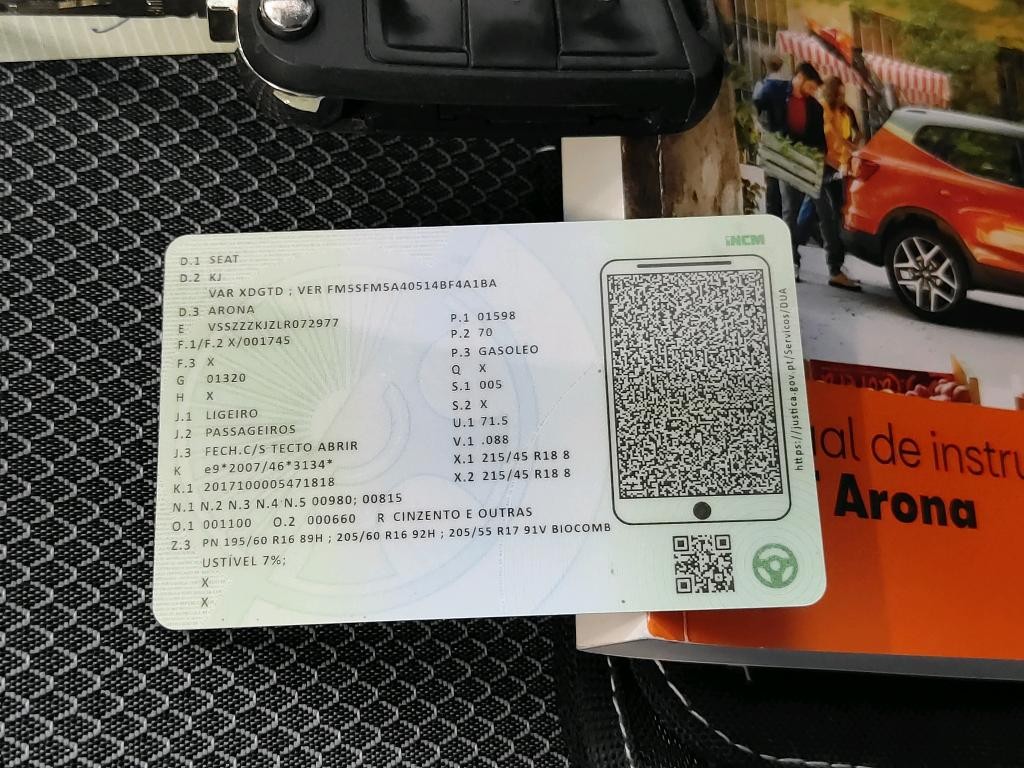 iNCM
D.1 SEAT
D.2 KJ
VAR XDGTD ; VER FM5SFM5A40514BF4A1BA
D.3 ARONA
E VSSZZZKJZLR072977
F.1/F.2 X/001745
F.3 X
G 01320
H X
J.1 LIGEIRO
J.2 PASSAGEIROS
J.3 FECH.C/S TECTO ABRIR
K e9*2007/46*3134*
K.1 2017100005471818
N.1 N.2 N.3 N.4 N.5 00980; 00815
O.1 001100 O.2 000660 R CINZENTO E OUTRAS
Z.3 PN 195/60 R16 89H ; 205/60 R16 92H ; 205/55 R17 91V BIOCOMB
USTÍVEL 7%;
X
X
P.1 01598
P.2 70
P.3 GASOLEO
Q X
S.1 005
S.2 X
U.1 71.5
V.1 .088
X.1 215/45 R18 8
X.2 215/45 R18 8
https://justica.gov.pt/Servicos/DUA
ual de instru
Arona